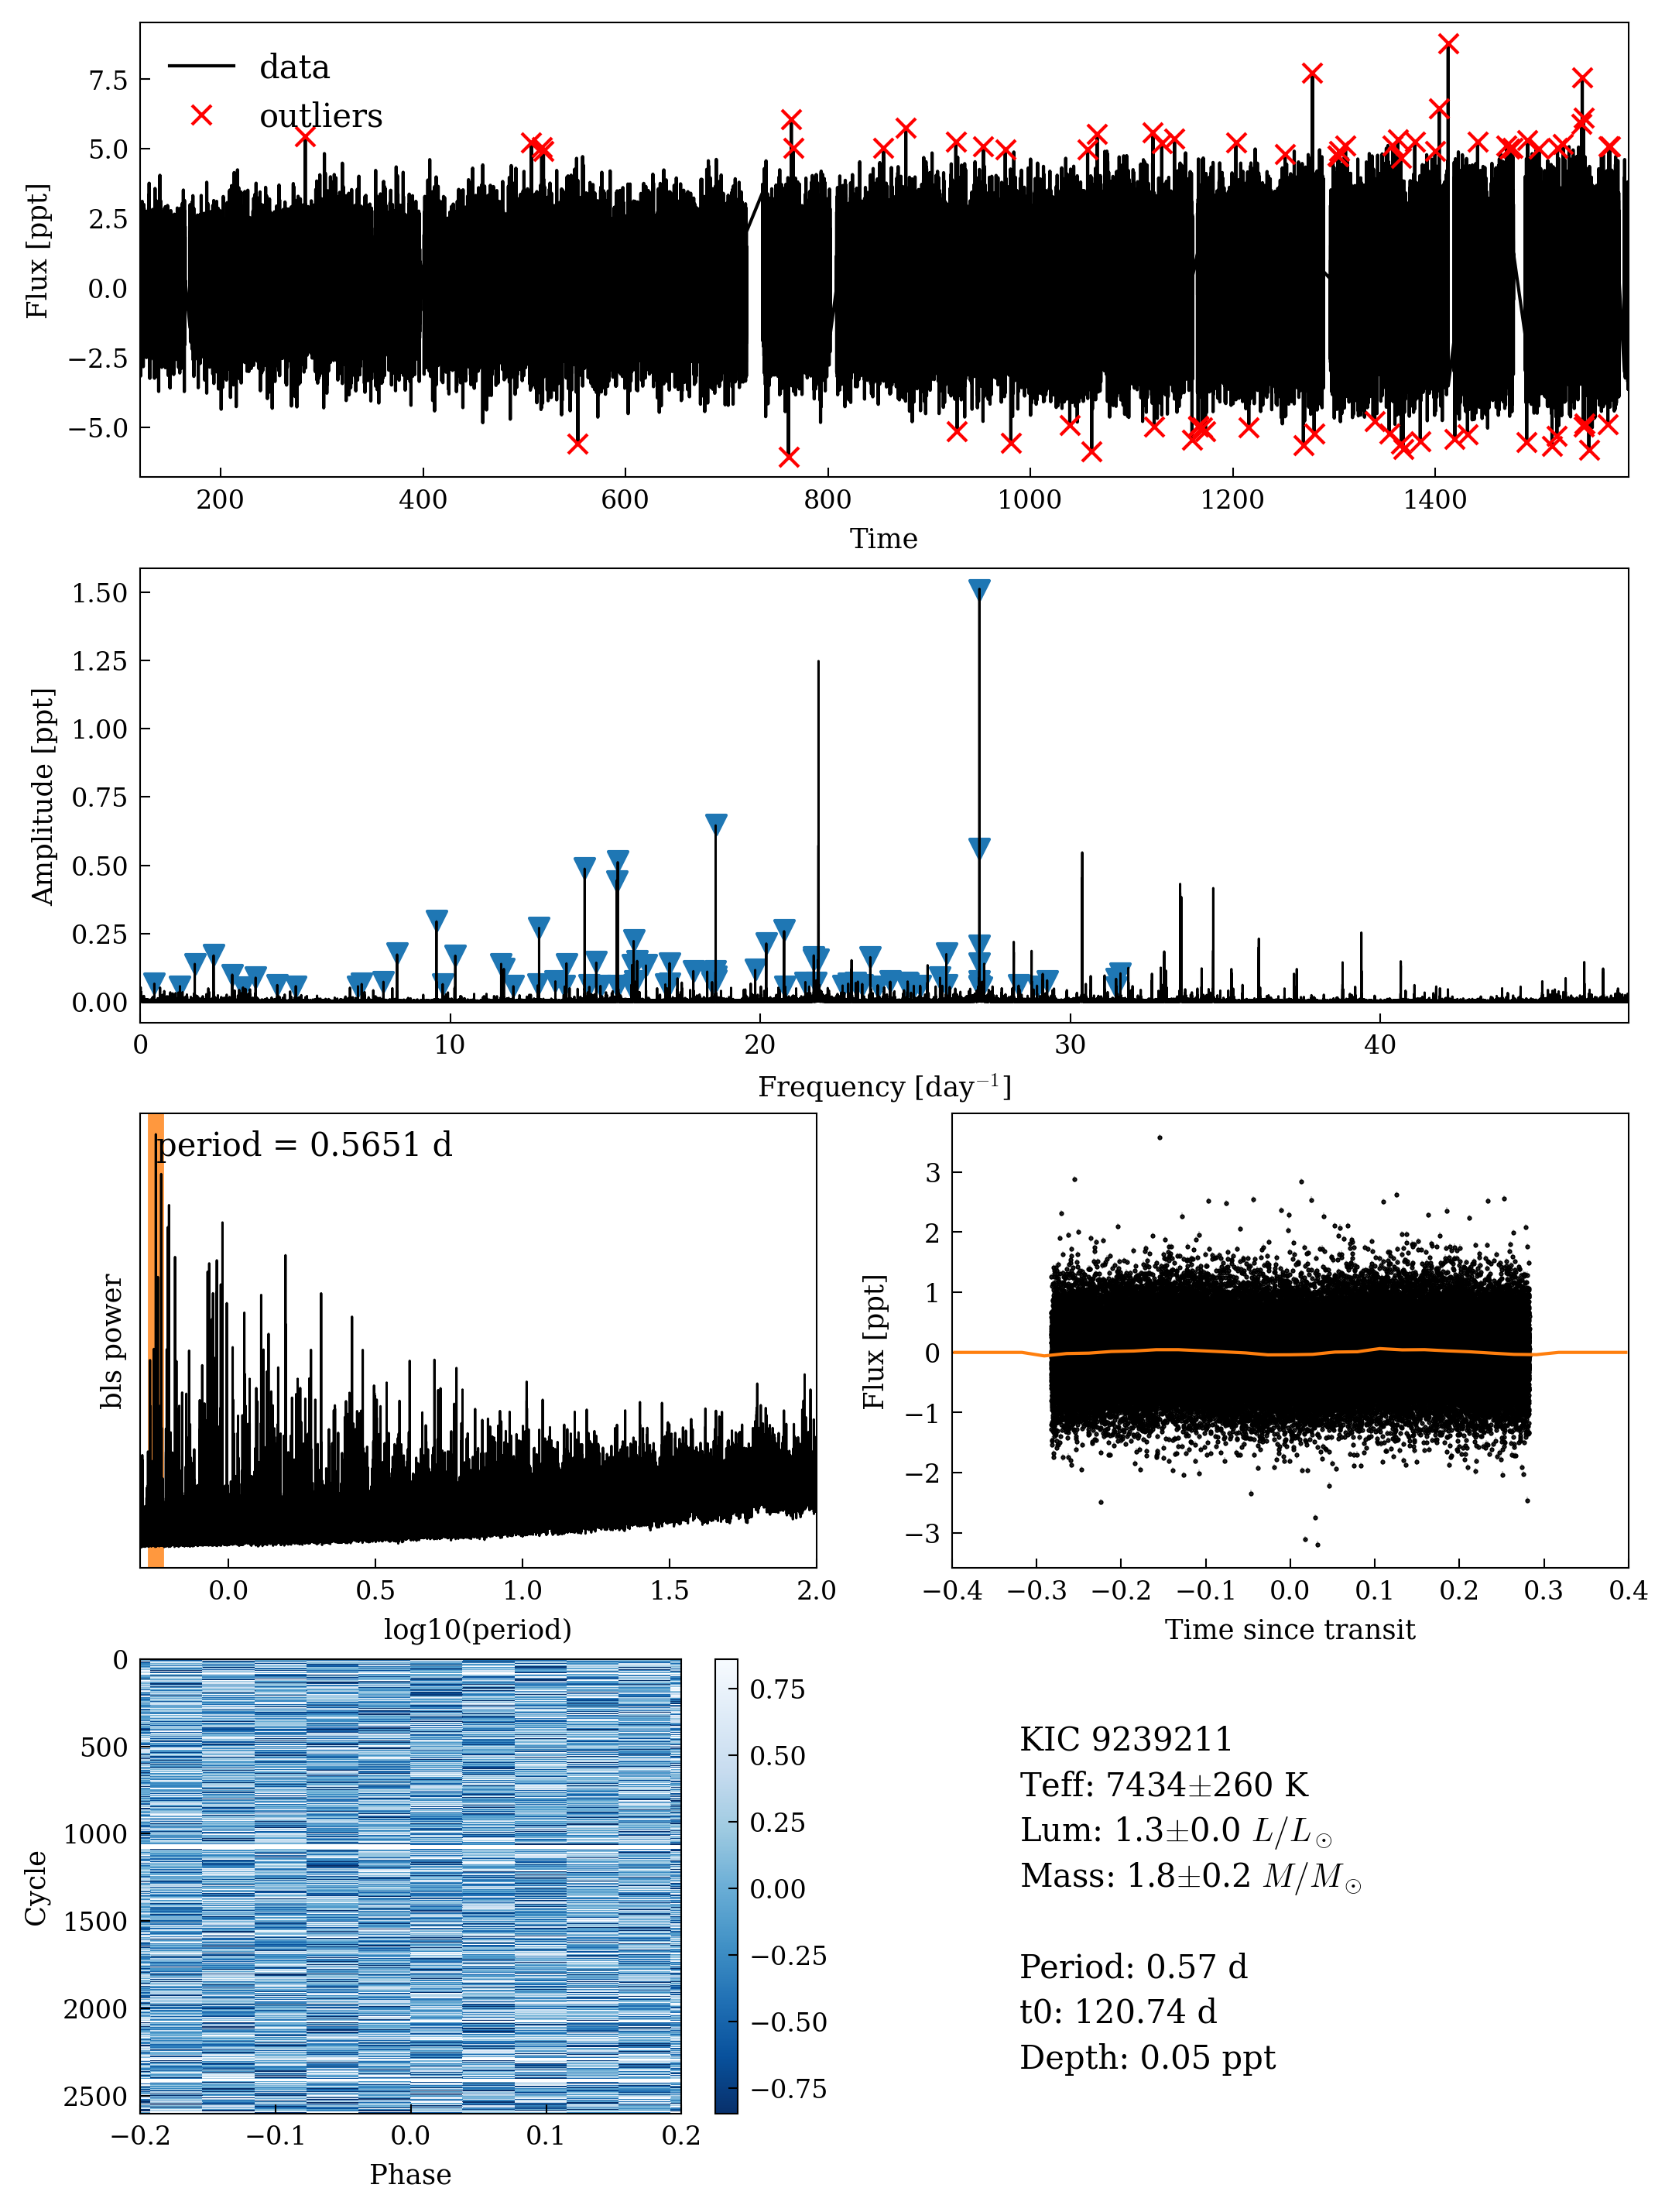 data
outliers
7.5
5.0
2.5
0.0
−2.5
−5.0
Flux [ppt]
200 400 600 800 1000 1200 1400
Time
1.50
1.25
1.00
0.75
0.50
0.25
0.00
Amplitude [ppt]
0 10 20 30 40
Frequency [day⁻¹]
period = 0.5651 d
bls power
0.0 0.5 1.0 1.5 2.0
log10(period)
3
2
1
0
−1
−2
−3
Flux [ppt]
−0.4 −0.3 −0.2 −0.1 0.0 0.1 0.2 0.3 0.4
Time since transit
0
500
1000
1500
2000
2500
Cycle
−0.2 −0.1 0.0 0.1 0.2
Phase
0.75
0.50
0.25
0.00
−0.25
−0.50
−0.75
KIC 9239211
Teff: 7434±260 K
Lum: 1.3±0.0 L/L☉
Mass: 1.8±0.2 M/M☉
Period: 0.57 d
t0: 120.74 d
Depth: 0.05 ppt